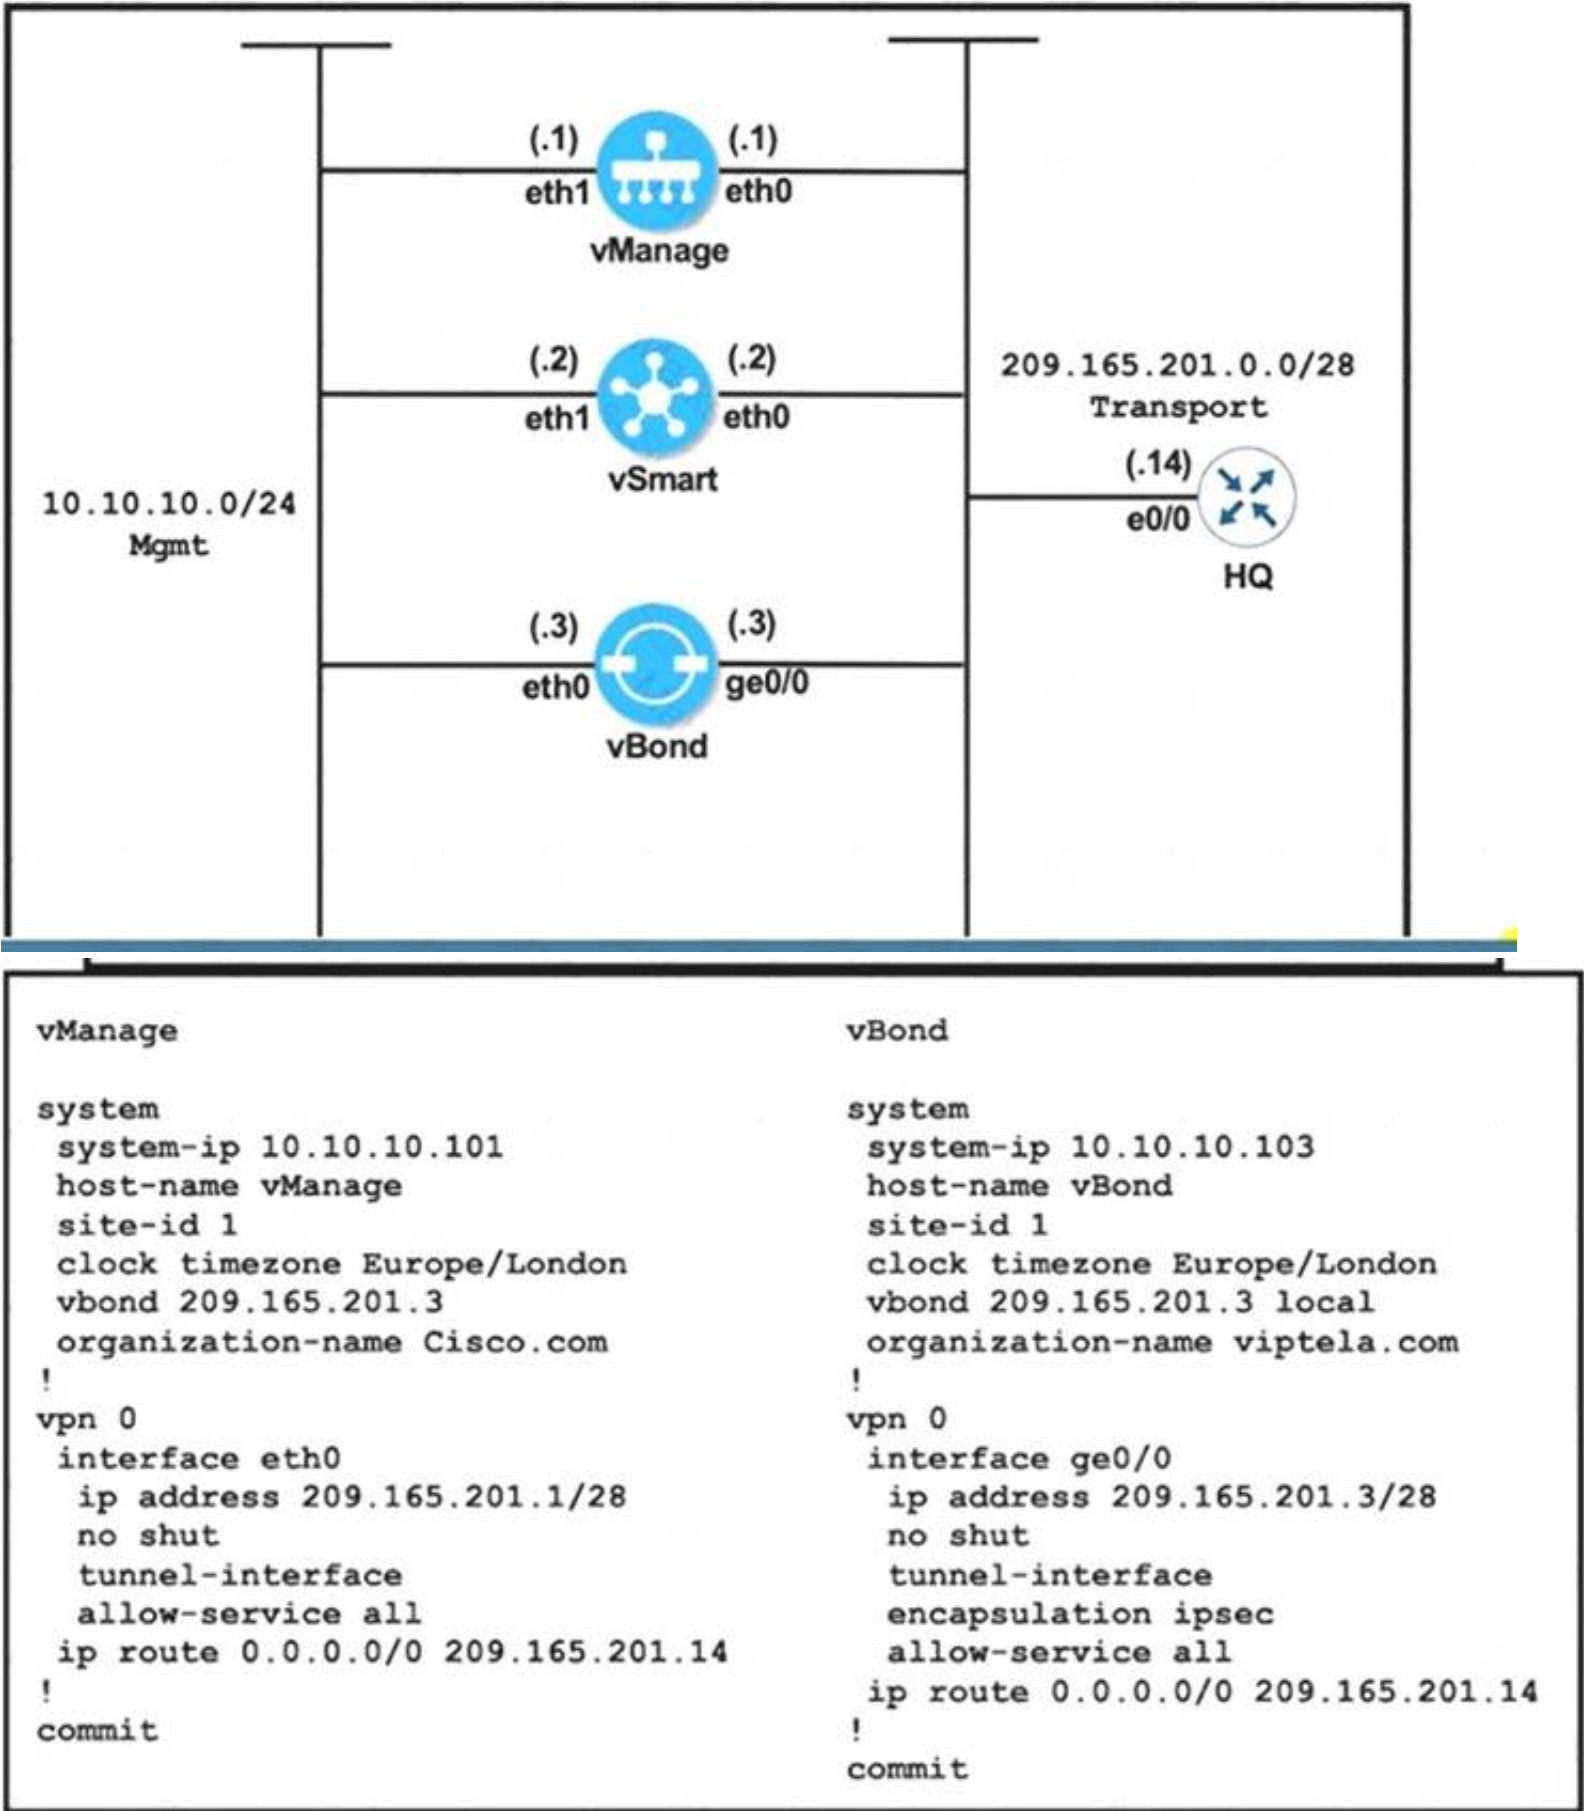 (.1) (.1)
eth1 eth0
vManage
(.2) (.2)
eth1 eth0
vSmart
209.165.201.0.0/28
Transport
(.14)
e0/0
HQ
10.10.10.0/24
Mgmt
(.3) (.3)
eth0 ge0/0
vBond
vManage
system
system-ip 10.10.10.101
host-name vManage
site-id 1
clock timezone Europe/London
vbond 209.165.201.3
organization-name Cisco.com
!
vpn 0
interface eth0
ip address 209.165.201.1/28
no shut
tunnel-interface
allow-service all
ip route 0.0.0.0/0 209.165.201.14
!
commit
vBond
system
system-ip 10.10.10.103
host-name vBond
site-id 1
clock timezone Europe/London
vbond 209.165.201.3 local
organization-name viptela.com
!
vpn 0
interface ge0/0
ip address 209.165.201.3/28
no shut
tunnel-interface
encapsulation ipsec
allow-service all
ip route 0.0.0.0/0 209.165.201.14
!
commit